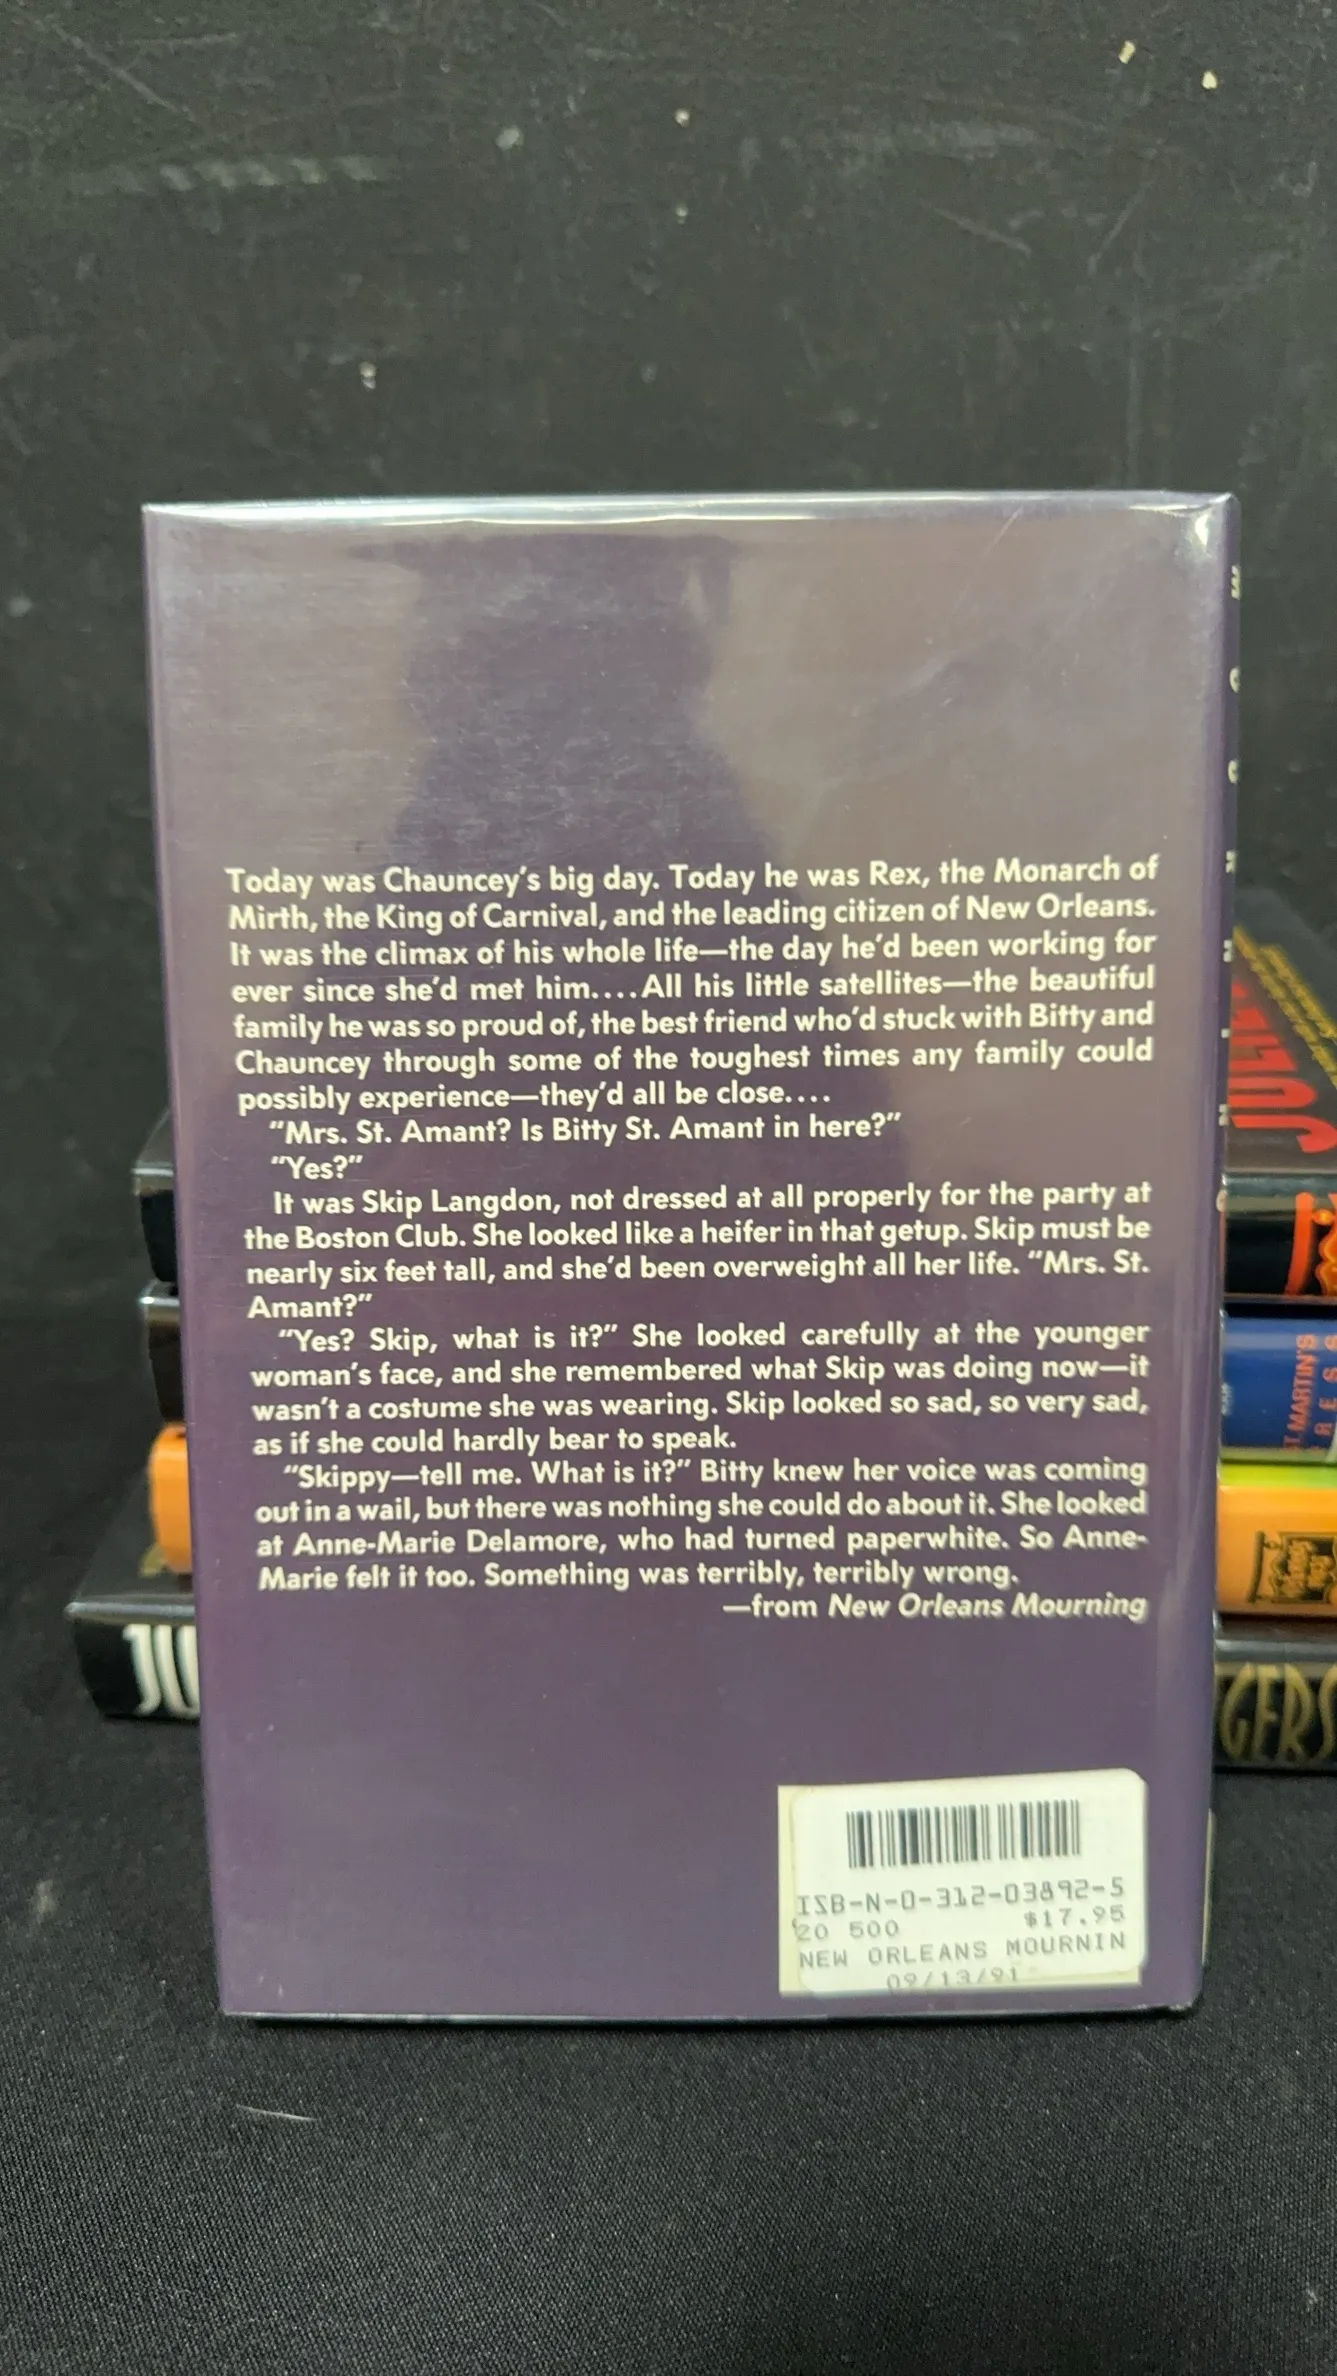 Today was Chauncey's big day. Today he was Rex, the Monarch of
Mirth, the King of Carnival, and the leading citizen of New Orleans.
It was the climax of his whole life—the day he'd been working for
ever since she'd met him....All his little satellites—the beautiful
family he was so proud of, the best friend who'd stuck with Bitty and
Chauncey through some of the toughest times any family could
possibly experience—they'd all be close....
"Mrs. St. Amant? Is Bitty St. Amant in here?"
"Yes?"
It was Skip Langdon, not dressed at all properly for the party at
the Boston Club. She looked like a heifer in that getup. Skip must be
nearly six feet tall, and she'd been overweight all her life. "Mrs. St.
Amant?"
"Yes? Skip, what is it?" She looked carefully at the younger
woman's face, and she remembered what Skip was doing now—it
wasn't a costume she was wearing. Skip looked so sad, so very sad,
as if she could hardly bear to speak.
"Skippy—tell me. What is it?" Bitty knew her voice was coming
out in a wail, but there was nothing she could do about it. She looked
at Anne-Marie Delamore, who had turned paperwhite. So Anne-
Marie felt it too. Something was terribly, terribly wrong.
—from New Orleans Mourning
ISB-N-0-312-03892-5
20 500 $17.95
NEW ORLEANS MOURNIN
09/13/91
ST. MARTIN'S
PRESS
JU
GERS